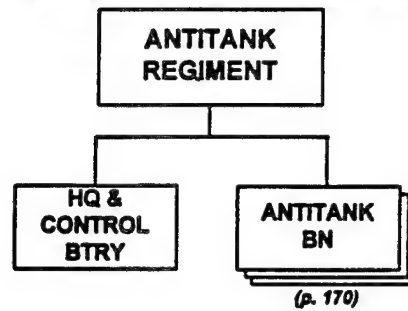 ANTITANK
REGIMENT
HQ &
CONTROL
BTRY
ANTITANK
BN
(p. 170)